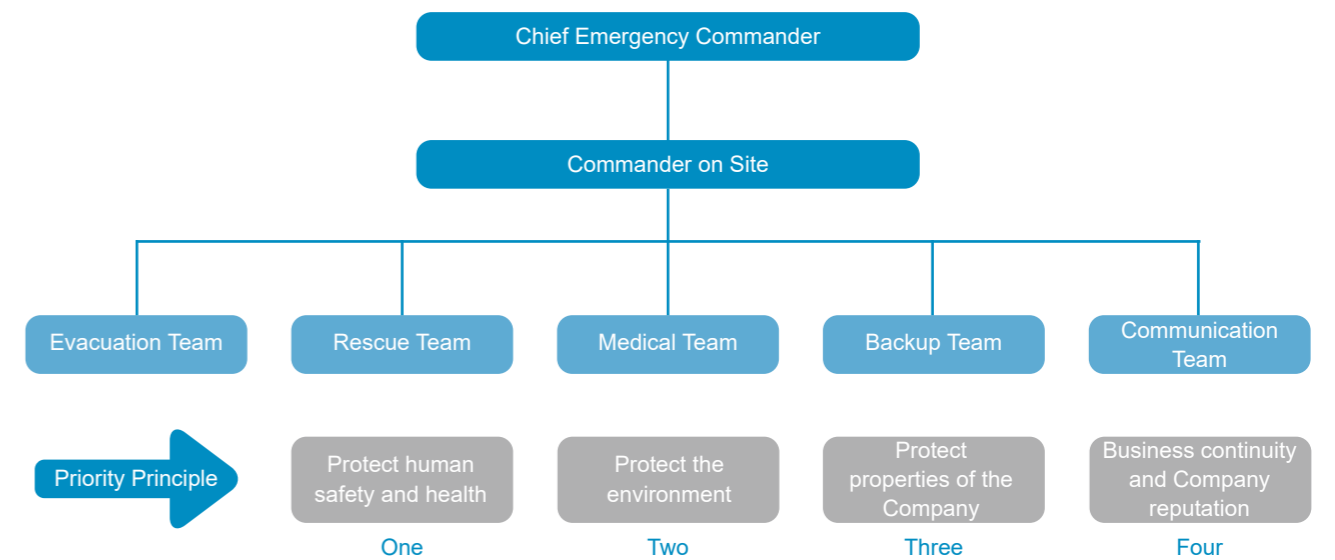 Chief Emergency Commander
Commander on Site
Evacuation Team
Rescue Team
Medical Team
Backup Team
Communication
Team
Priority Principle
Protect human
safety and health
Protect the
environment
Protect
properties of the
Company
Business continuity
and Company
reputation
One
Two
Three
Four